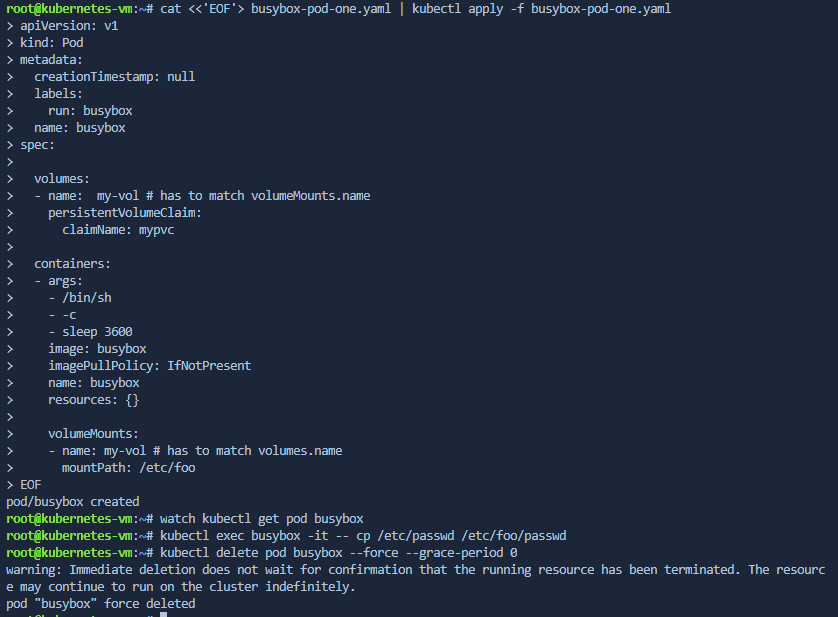 root@kubernetes-vm:~# cat <<'EOF'> busybox-pod-one.yaml | kubectl apply -f busybox-pod-one.yaml
> apiVersion: v1
> kind: Pod
> metadata:
>   creationTimestamp: null
>   labels:
>     run: busybox
>   name: busybox
> spec:
>
>   volumes:
>   - name:  my-vol # has to match volumeMounts.name
>     persistentVolumeClaim:
>       claimName: mypvc
>
>   containers:
>   - args:
>     - /bin/sh
>     - -c
>     - sleep 3600
>     image: busybox
>     imagePullPolicy: IfNotPresent
>     name: busybox
>     resources: {}
>
>     volumeMounts:
>     - name: my-vol # has to match volumes.name
>       mountPath: /etc/foo
> EOF
pod/busybox created
root@kubernetes-vm:~# watch kubectl get pod busybox
root@kubernetes-vm:~# kubectl exec busybox -it -- cp /etc/passwd /etc/foo/passwd
root@kubernetes-vm:~# kubectl delete pod busybox --force --grace-period 0
warning: Immediate deletion does not wait for confirmation that the running resource has been terminated. The resourc
e may continue to run on the cluster indefinitely.
pod "busybox" force deleted
root@kubernetes-vm:~#